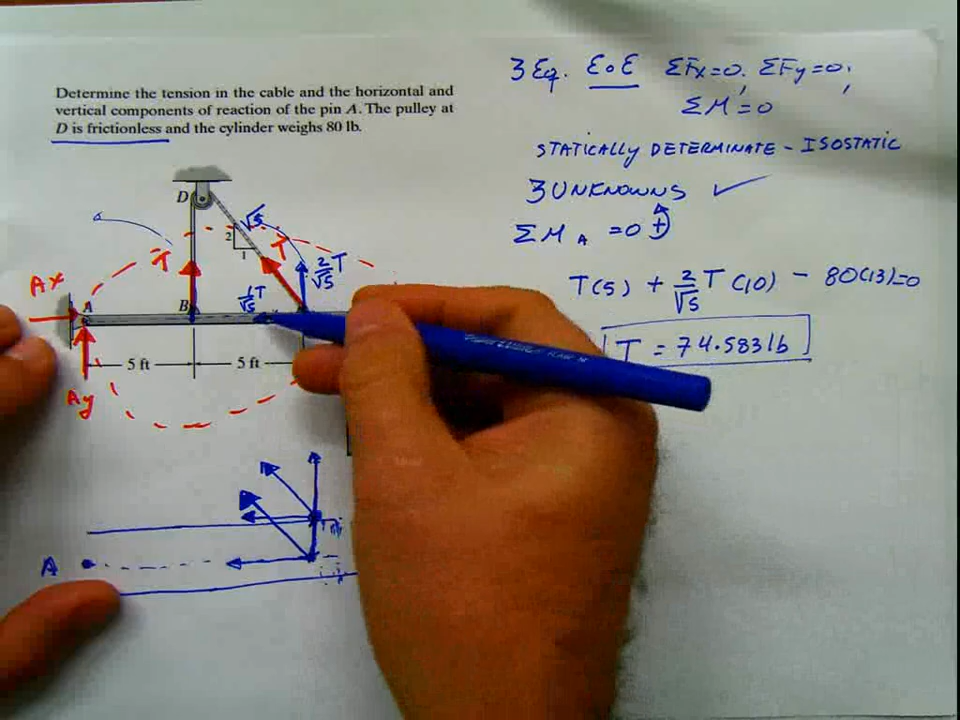 Determine the tension in the cable and the horizontal and
vertical components of reaction of the pin A. The pulley at
D is frictionless and the cylinder weighs 80 lb.
3 Eq. EoE ΣFx=0; ΣFy=0;
ΣM=0
STATICALLY DETERMINATE - ISOSTATIC
3 UNKNOWNS ✓
ΣM A = 0 +
T(5) + 2/√5 T(10) - 80(13)=0
T = 74.583 lb
D
√5
2
1
T
T
2/√5 T
Ax
A
B
1/√5 T
5 ft
5 ft
Ay
A